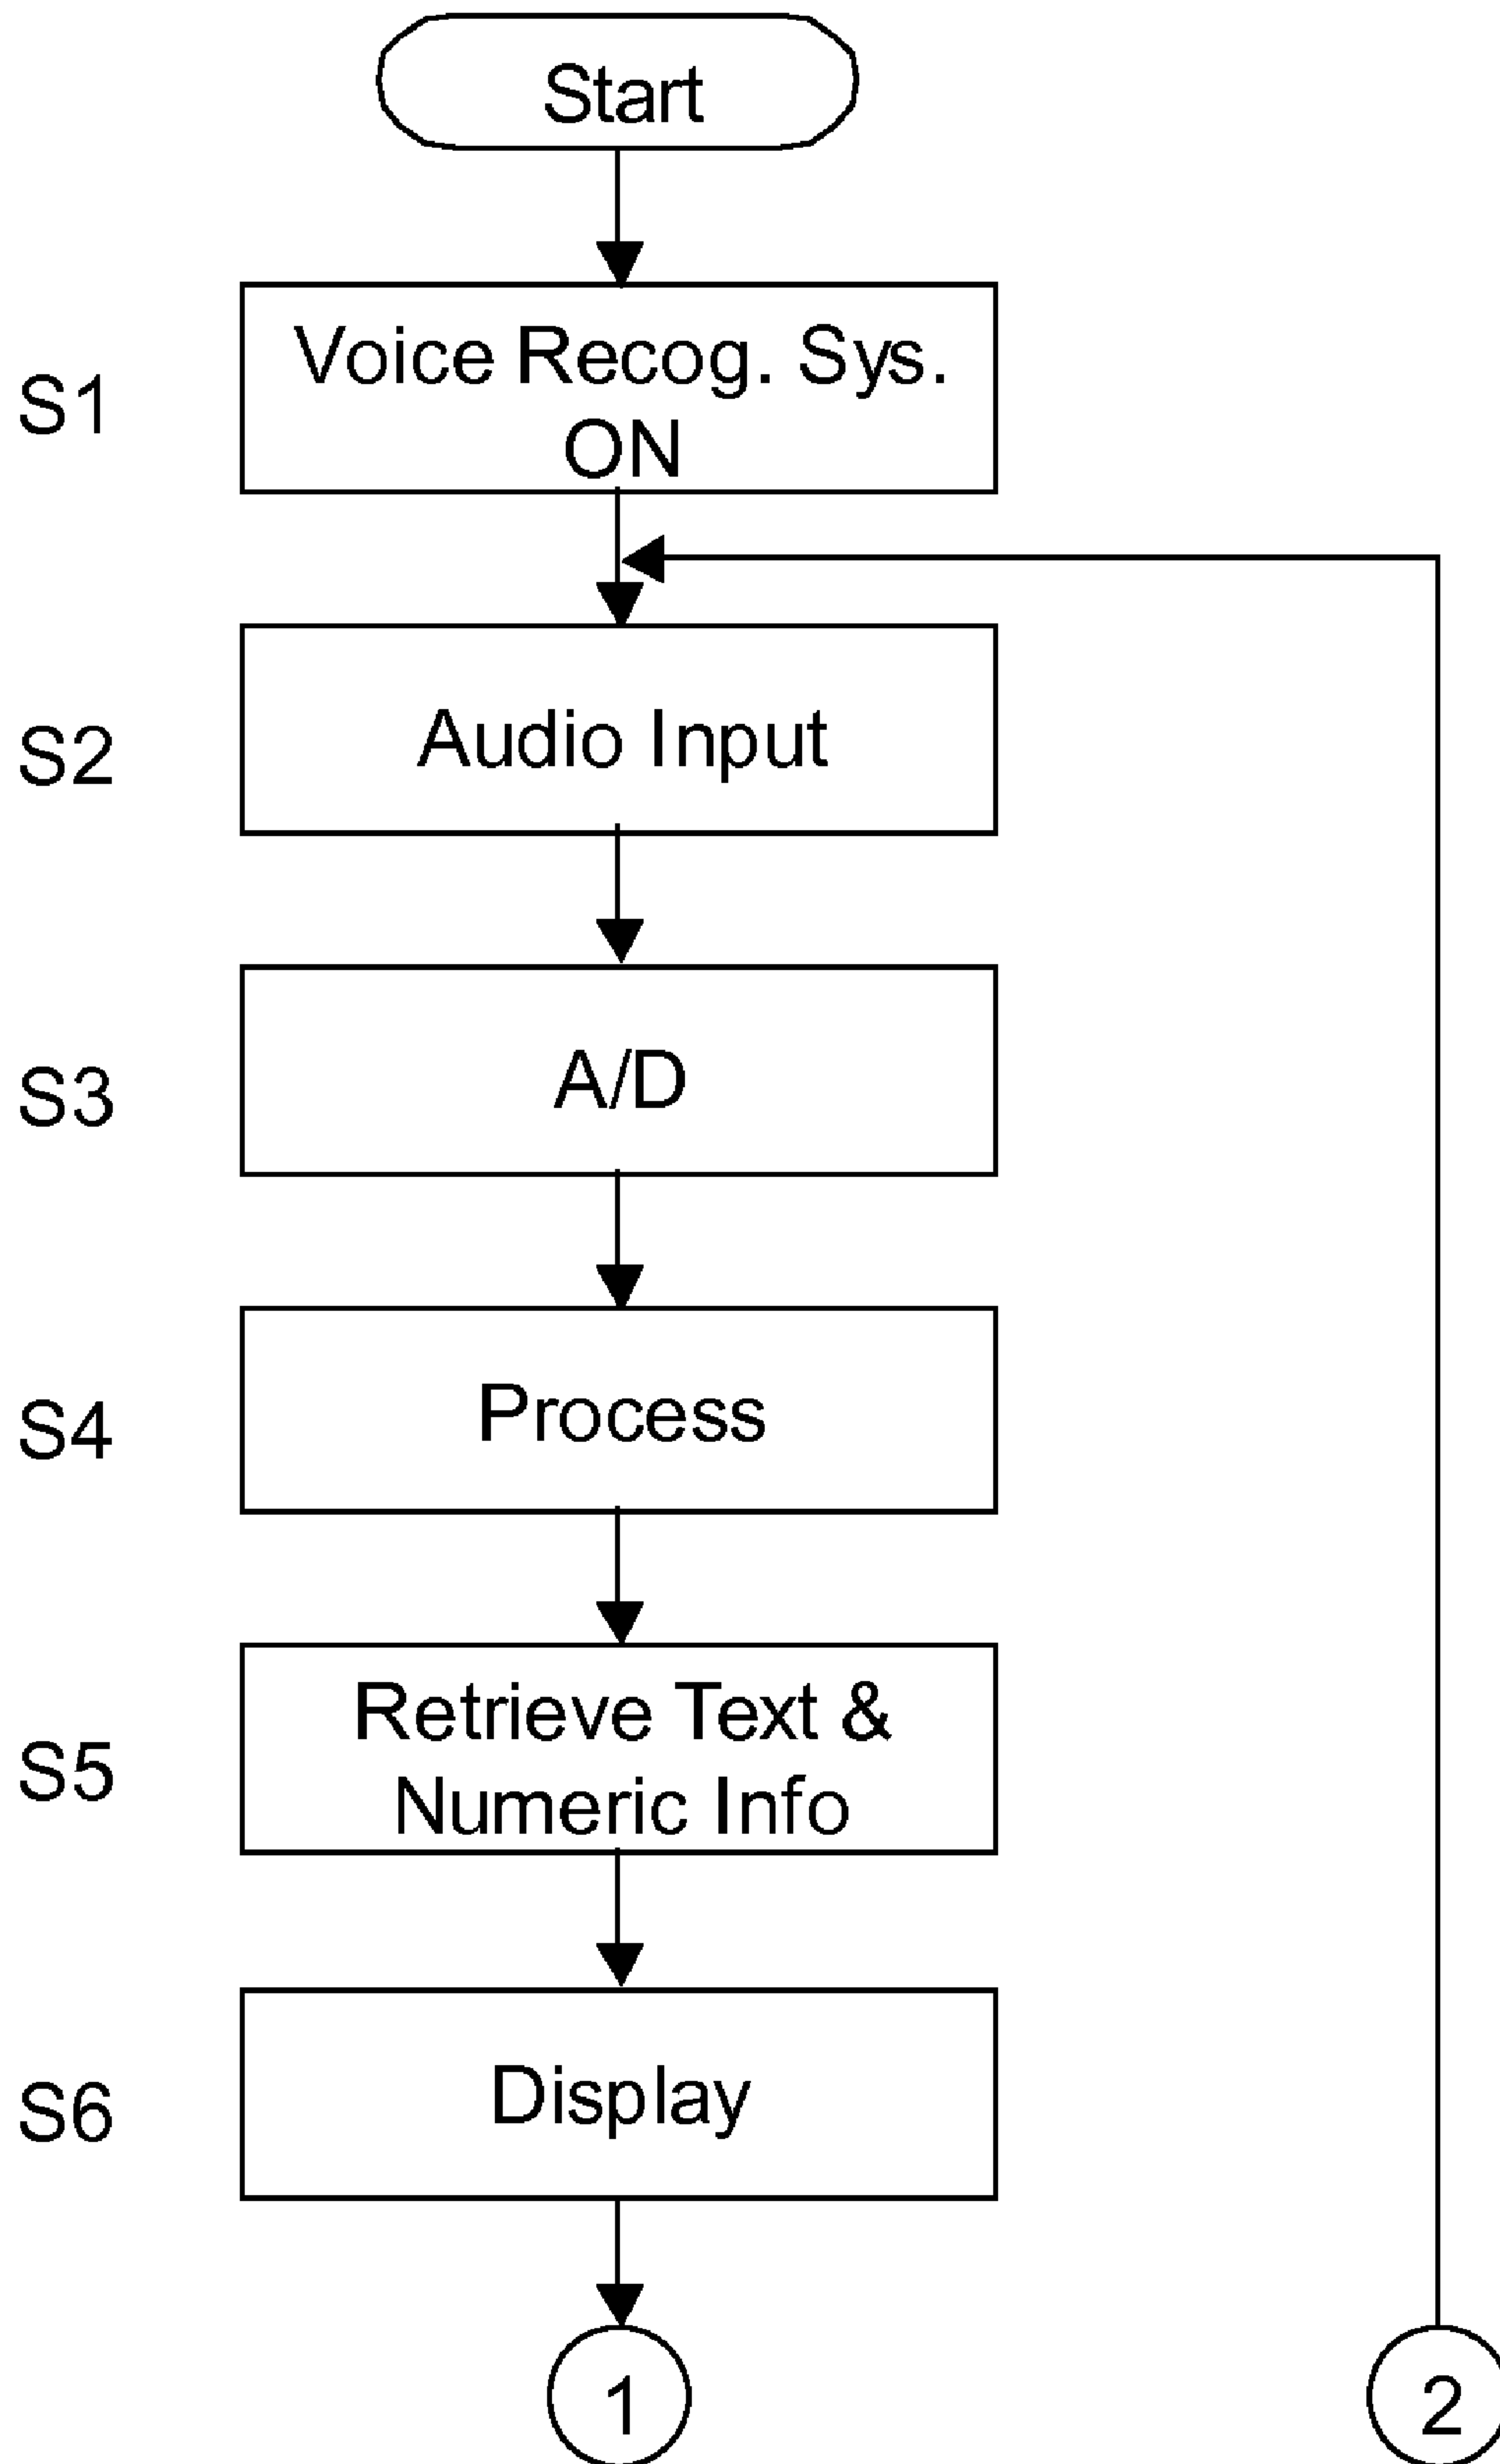 Start
S1
Voice Recog. Sys.
ON
S2
Audio Input
S3
A/D
S4
Process
S5
Retrieve Text &
Numeric Info
S6
Display
1
2